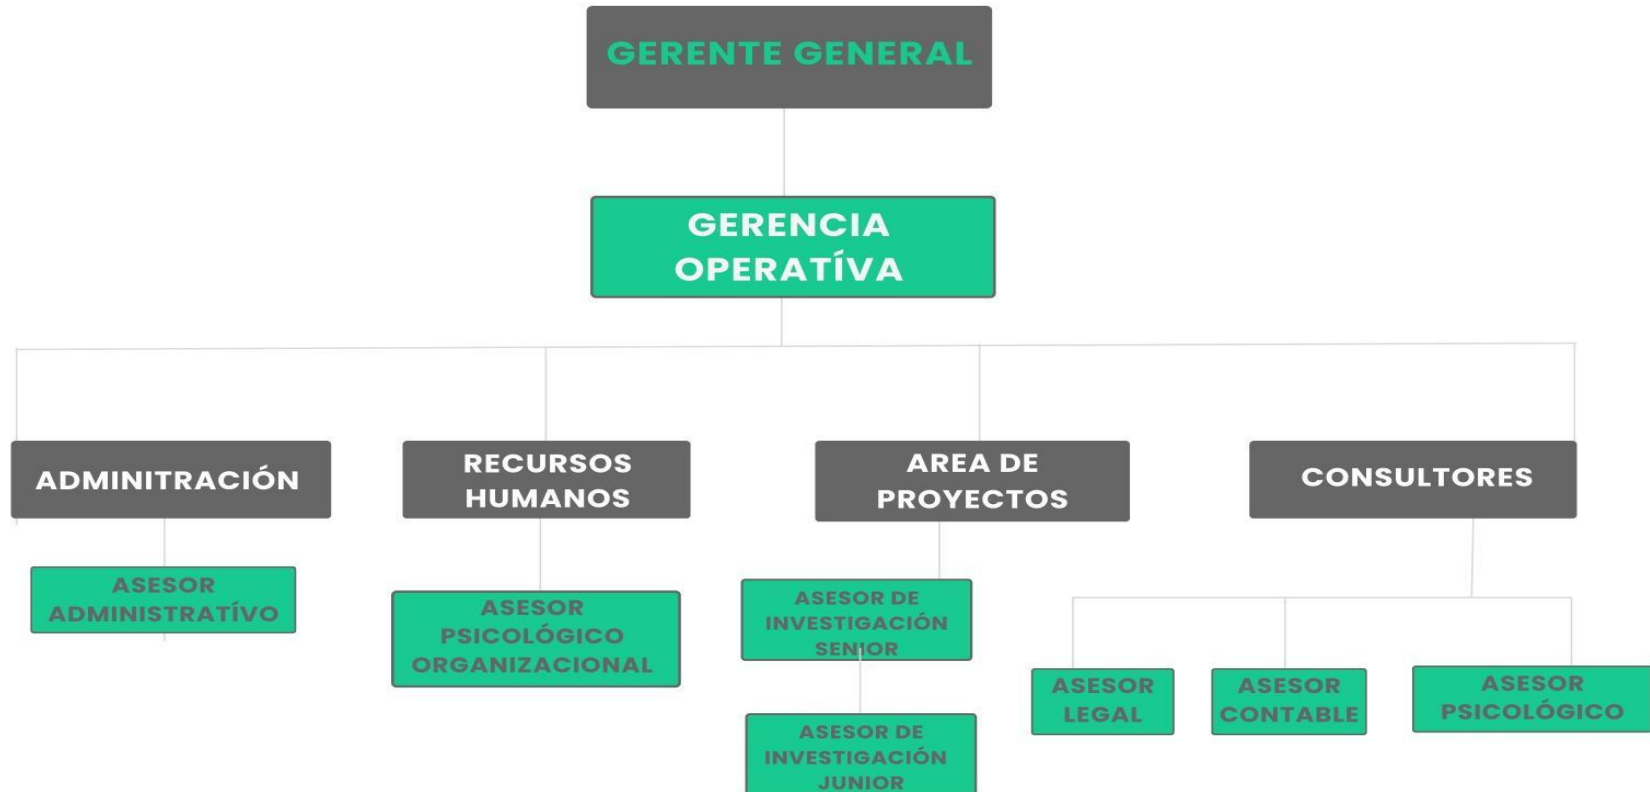 GERENTE GENERAL
GERENCIA
OPERATÍVA
ADMINITRACIÓN
RECURSOS
HUMANOS
AREA DE
PROYECTOS
CONSULTORES
ASESOR
ADMINISTRATÍVO
ASESOR
PSICOLÓGICO
ORGANIZACIONAL
ASESOR DE
INVESTIGACIÓN
SENIOR
ASESOR DE
INVESTIGACIÓN
JUNIOR
ASESOR
LEGAL
ASESOR
CONTABLE
ASESOR
PSICOLÓGICO